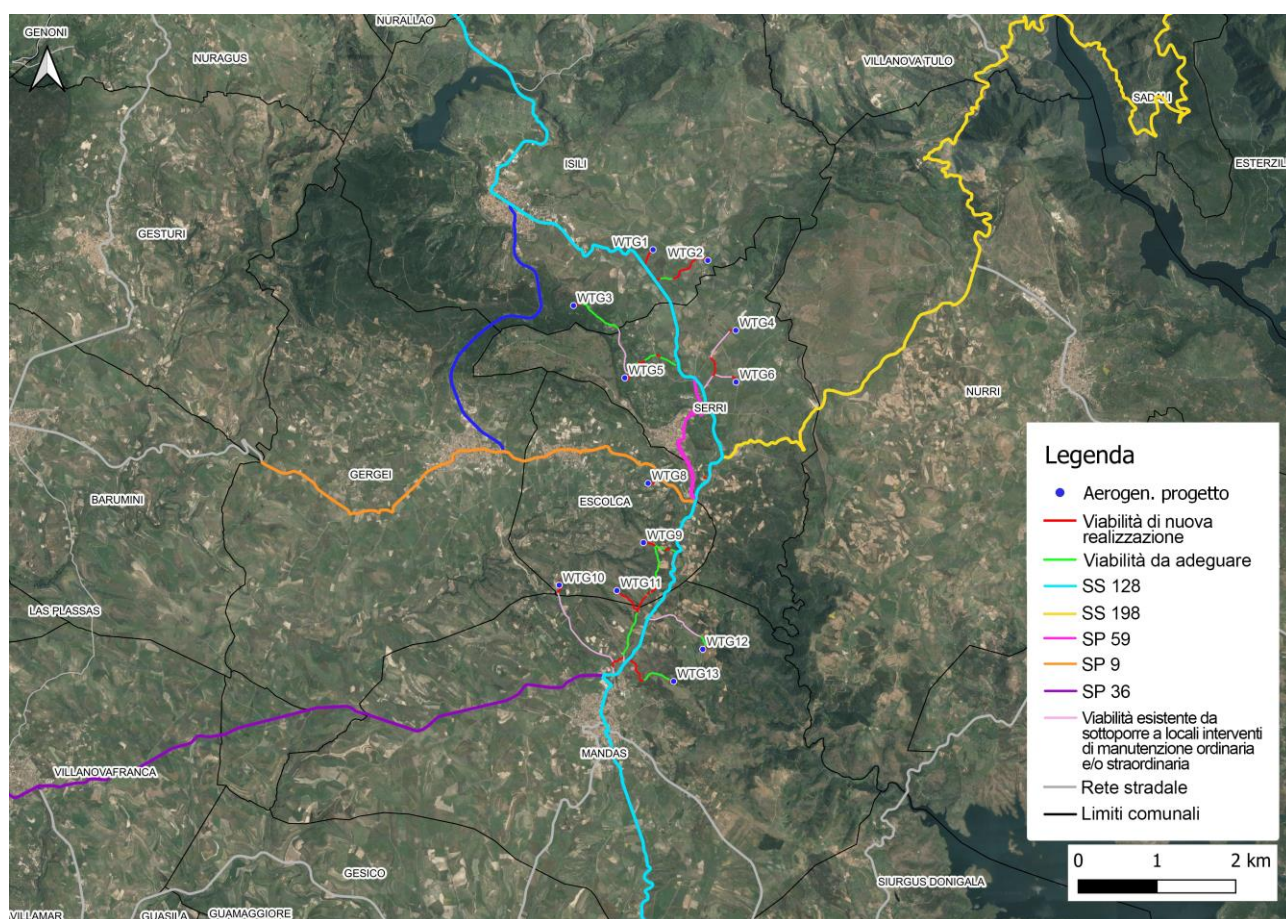 NURALLAO
GENONI
NURAGUS
VILLANOVA TULO
SADALI
ISILI
ESTERZIL
GESTURI
WTG1
WTG2
WTG3
WTG4
WTG5
WTG6
NURRI
SERRI
GERGEI
WTG8
ESCOLCA
BARUMINI
WTG9
WTG10
WTG11
LAS PLASSAS
WTG12
WTG13
MANDAS
VILLANOVAFRANCA
GESICO
SIURGUS DONIGALA
VILLAMAR
GUASILA
GUAMAGGIORE
Legenda
Aerogen. progetto
Viabilità di nuova
realizzazione
Viabilità da adeguare
SS 128
SS 198
SP 59
SP 9
SP 36
Viabilità esistente da
sottoporre a locali interventi
di manutenzione ordinaria
e/o straordinaria
Rete stradale
Limiti comunali
0 1 2 km